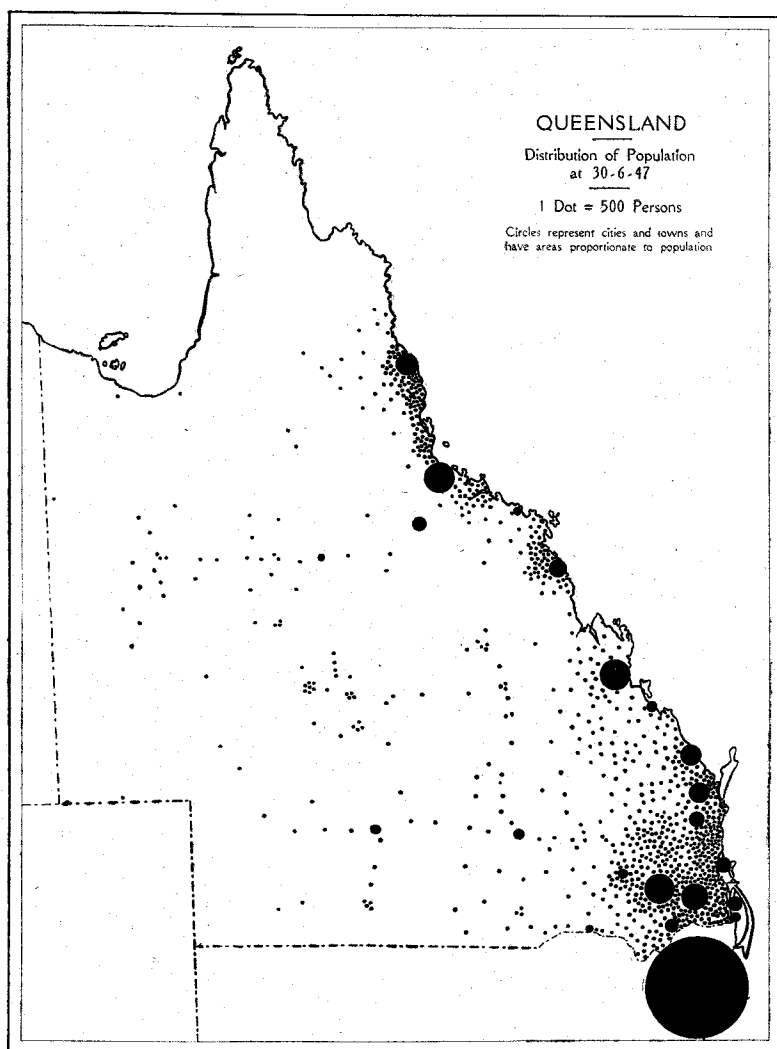 QUEENSLAND
Distribution of Population
at 30-6-47
1 Dot = 500 Persons
Circles represent cities and towns and
have areas proportionate to population